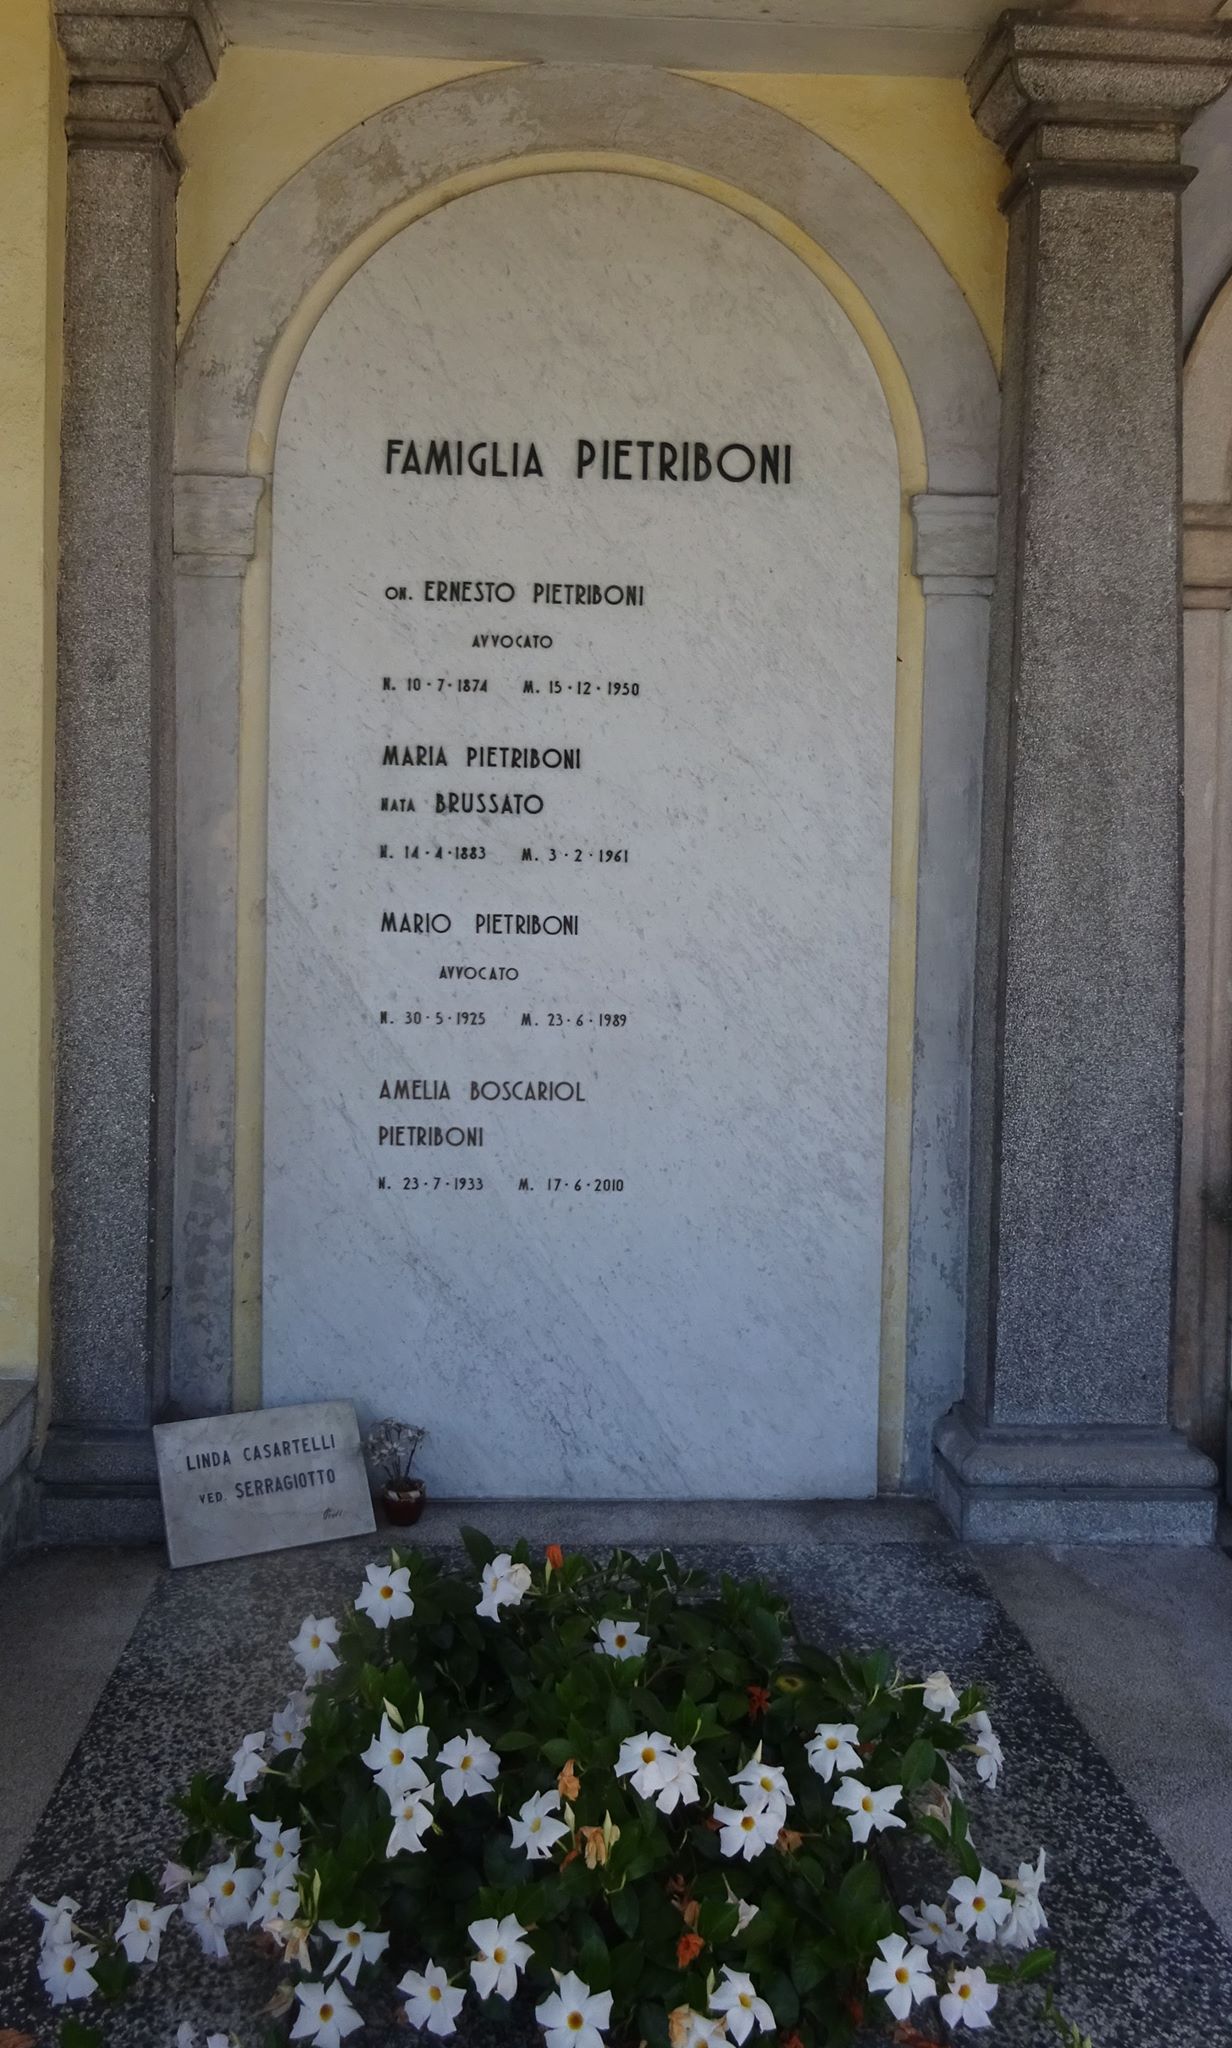 FAMIGLIA PIETRIBONI
ON. ERNESTO PIETRIBONI
AVVOCATO
N. 10·7·1874 M. 15·12·1950
MARIA PIETRIBONI
NATA BRUSSATO
N. 14·4·1883 M. 3·2·1961
MARIO PIETRIBONI
AVVOCATO
N. 30·5·1925 M. 23·6·1989
AMELIA BOSCARIOL
PIETRIBONI
N. 23·7·1933 M. 17·6·2010
LINDA CASARTELLI
VED. SERRAGIOTTO